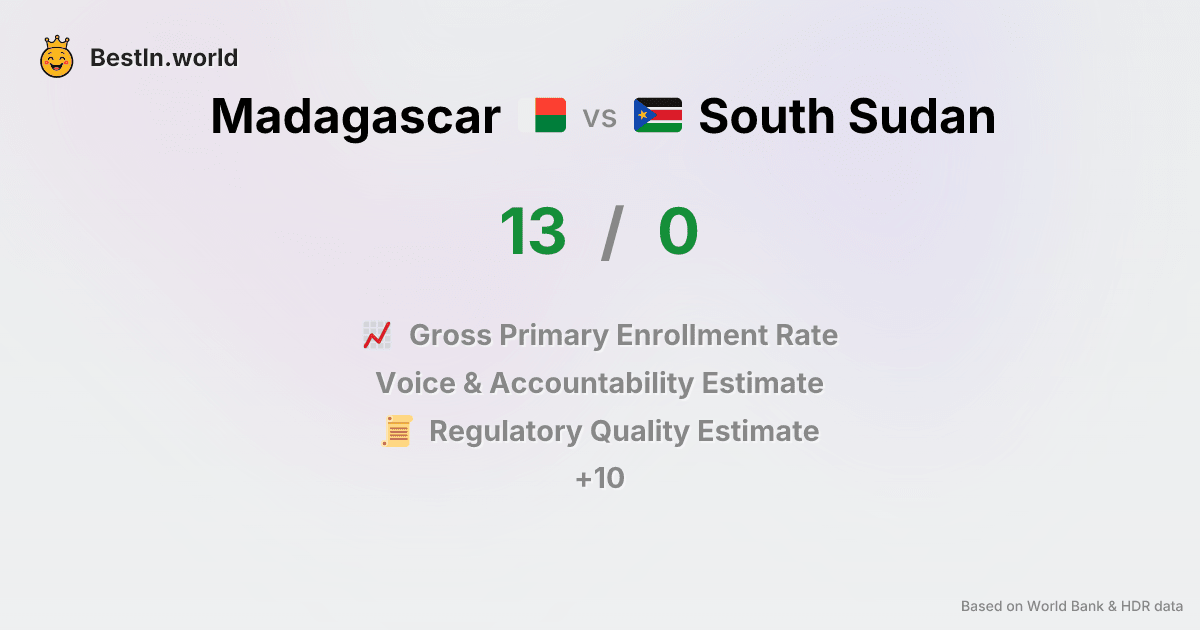 BestIn.world
Madagascar vs South Sudan
13 / 0
Gross Primary Enrollment Rate
Voice & Accountability Estimate
Regulatory Quality Estimate
+10
Based on World Bank & HDR data